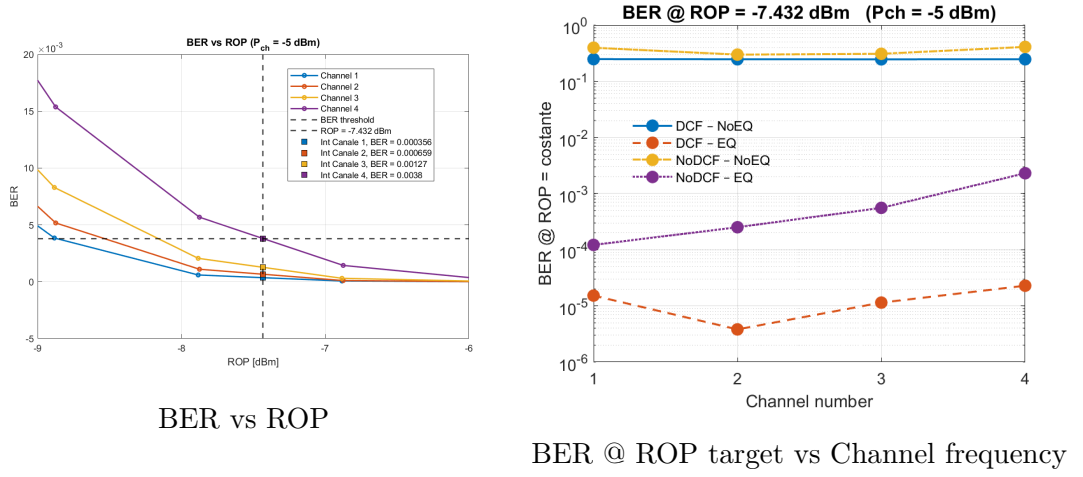 BER vs ROP (Pch = -5 dBm)
×10-3
20
15
10
5
0
-5
BER
-9
-8
-7
-6
ROP [dBm]
Channel 1
Channel 2
Channel 3
Channel 4
BER threshold
ROP = -7.432 dBm
Int Canale 1, BER = 0.000356
Int Canale 2, BER = 0.000659
Int Canale 3, BER = 0.00127
Int Canale 4, BER = 0.0038
BER vs ROP
BER @ ROP = -7.432 dBm (Pch = -5 dBm)
100
10-1
10-2
10-3
10-4
10-5
10-6
BER @ ROP = costante
DCF - NoEQ
DCF - EQ
NoDCF - NoEQ
NoDCF - EQ
1
2
3
4
Channel number
BER @ ROP target vs Channel frequency